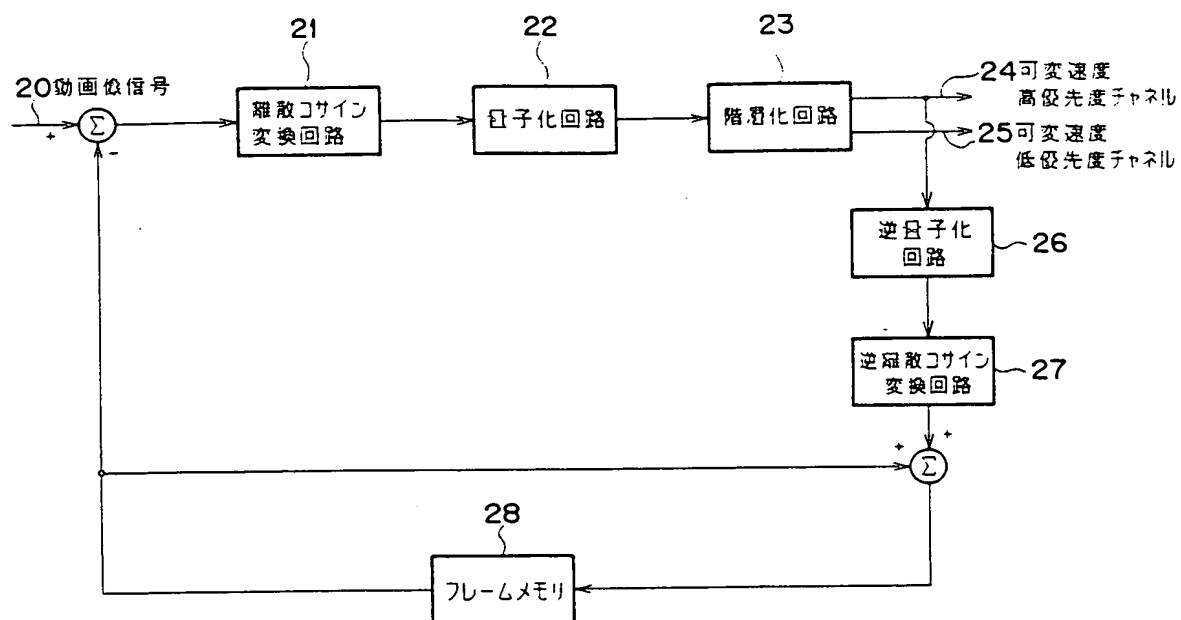 21
22
23
20動画像信号
24可変速度
高優先度チャネル
25可変速度
低優先度チャネル
+
Σ
-
離散コサイン
変換回路
量子化回路
階層化回路
逆量子化
回路
26
逆離散コサイン
変換回路
27
+
+
Σ
28
フレームメモリ